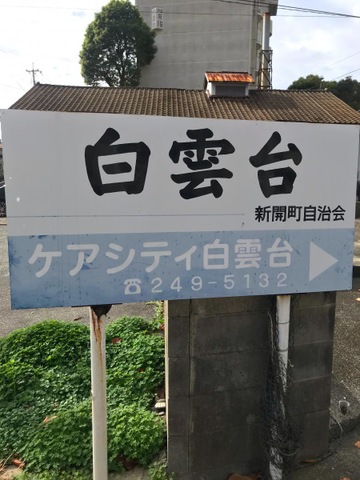 白雲台
新開町自治会
ケアシティ白雲台 ▶
☎249-5132